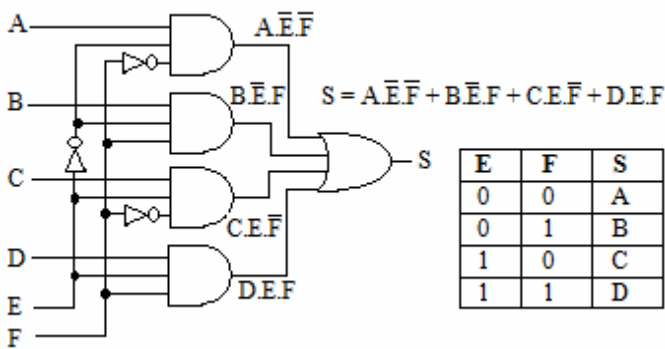 A
A.E̅.F̅
B
B.E̅.F
S = A.E̅.F̅ + B.E̅.F + C.E.F̅ + D.E.F
S
C
C.E.F̅
D
D.E.F
E
F
E F S
0 0 A
0 1 B
1 0 C
1 1 D